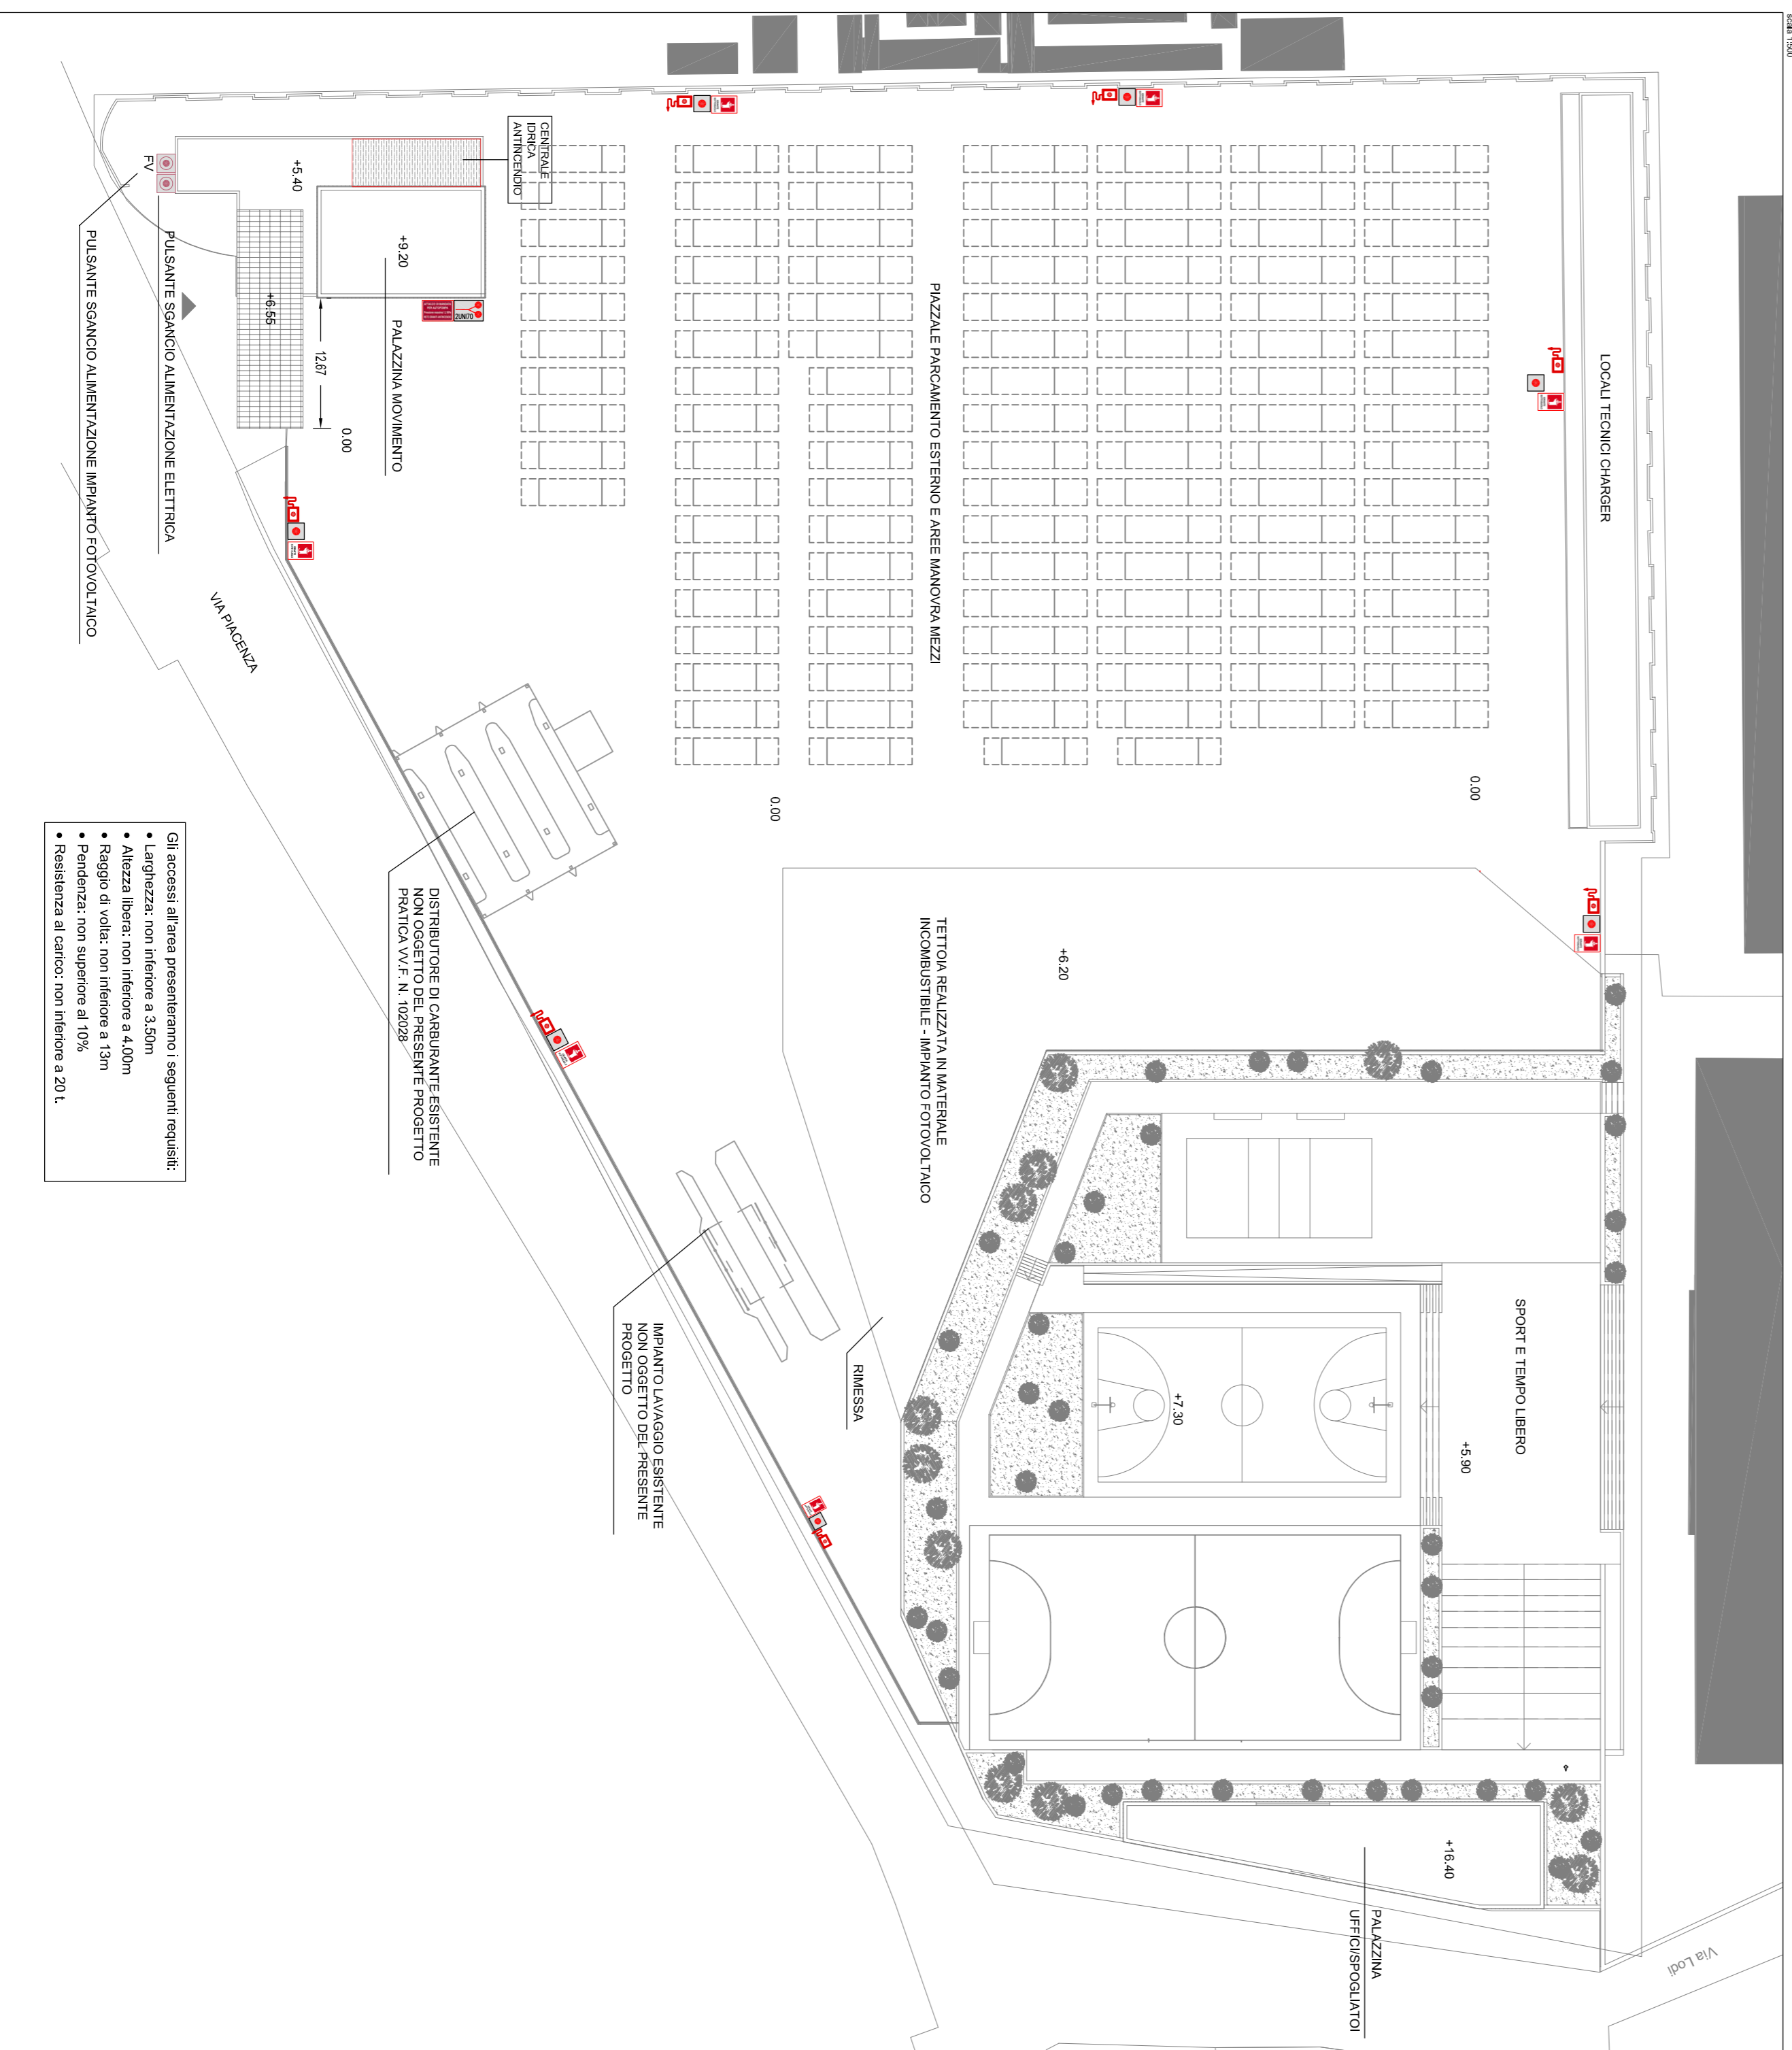 scala 1:500
Via Lodi
LOCALI TECNICI CHARGER
0.00
SPORT E TEMPO LIBERO
+5.90
+16.40
PALAZZINA
UFFICI/SPOGLIATOI
+7.30
+6.20
TETTOIA REALIZZATA IN MATERIALE
INCOMBUSTIBILE - IMPIANTO FOTOVOLTAICO
PIAZZALE PARCAMENTO ESTERNO E AREE MANOVRA MEZZI
RIMESSA
0.00
IMPIANTO LAVAGGIO ESISTENTE
NON OGGETTO DEL PRESENTE
PROGETTO
CENTRALE
IDRICA
ANTINCENDIO
2UNI70
+9.20
PALAZZINA MOVIMENTO
DISTRIBUTORE DI CARBURANTE ESISTENTE
NON OGGETTO DEL PRESENTE PROGETTO
PRATICA VV.F. N. 102028
+5.40
12.67
0.00
+6.55
VIA PIACENZA
FV
PULSANTE SGANCIO ALIMENTAZIONE ELETTRICA
PULSANTE SGANCIO ALIMENTAZIONE IMPIANTO FOTOVOLTAICO
Gli accessi all'area presenteranno i seguenti requisiti:
• Larghezza: non inferiore a 3.50m
• Altezza libera: non inferiore a 4.00m
• Raggio di volta: non inferiore a 13m
• Pendenza: non superiore al 10%
• Resistenza al carico: non inferiore a 20 t.